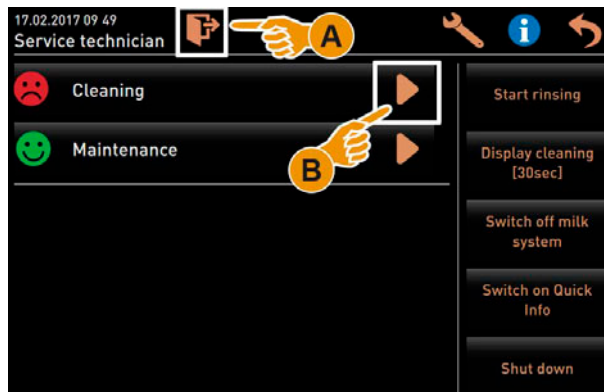 17.02.2017 09 49
Service technician
A
i
Cleaning
Start rinsing
Maintenance
B
Display cleaning
[30sec]
Switch off milk
system
Switch on Quick
Info
Shut down